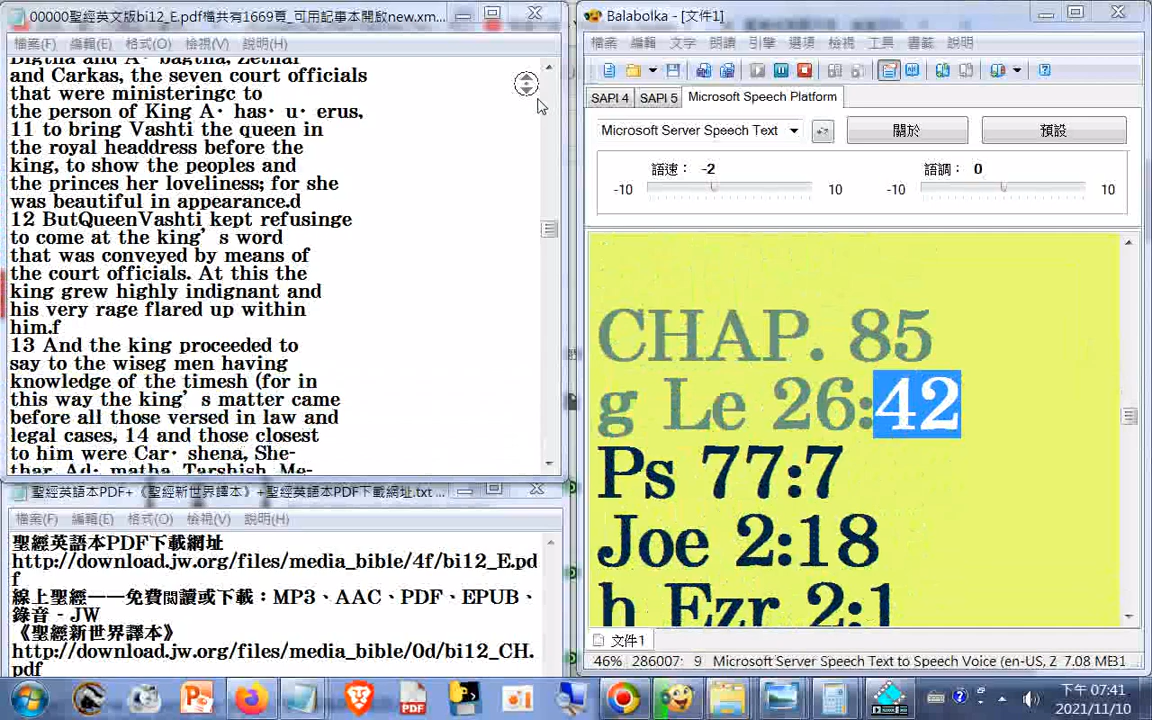 00000聖經英文版bi12_E.pdf檔共有1669頁_可用記事本開啟new.xm...
檔案(F) 編輯(E) 格式(O) 檢視(V) 說明(H)
and Carkas, the seven court officials
that were ministeringc to
the person of King A· has· u· erus,
11 to bring Vashti the queen in
the royal headdress before the
king, to show the peoples and
the princes her loveliness; for she
was beautiful in appearance.d
12 ButQueenVashti kept refusinge
to come at the king’s word
that was conveyed by means of
the court officials. At this the
king grew highly indignant and
his very rage flared up within
him.f
13 And the king proceeded to
say to the wiseg men having
knowledge of the timesh (for in
this way the king’s matter came
before all those versed in law and
legal cases, 14 and those closest
to him were Car· shena, She-
thar, Ad· matha, Tarshish, Me-
聖經英語本PDF+《聖經新世界譯本》+聖經英語本PDF下載網址.txt ...
檔案(F) 編輯(E) 格式(O) 檢視(V) 說明(H)
聖經英語本PDF下載網址
http://download.jw.org/files/media_bible/4f/bi12_E.pd
f
線上聖經——免費閱讀或下載：MP3、AAC、PDF、EPUB、
錄音 - JW
《聖經新世界譯本》
http://download.jw.org/files/media_bible/0d/bi12_CH.
pdf
Balabolka - [文件1]
檔案 編輯 文字 朗讀 引擎 選項 檢視 工具 書籤 說明
SAPI 4 SAPI 5 Microsoft Speech Platform
Microsoft Server Speech Text 關於 預設
語速： -2 語調： 0
-10 10 -10 10
CHAP. 85
g Le 26:42
Ps 77:7
Joe 2:18
h Ezr 2:1
文件1
46% 286007: 9 Microsoft Server Speech Text to Speech Voice (en-US, Z 7.08 MB1
下午 07:41
2021/11/10